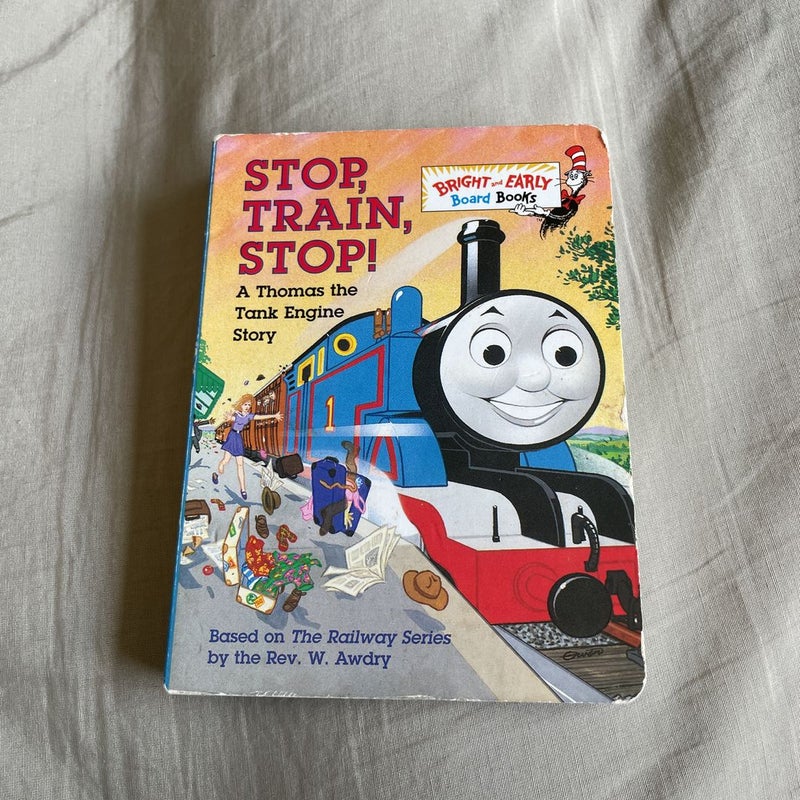 STOP,
TRAIN,
STOP!
A Thomas the
Tank Engine
Story
BRIGHT and EARLY
Board Books
1
Based on The Railway Series
by the Rev. W. Awdry